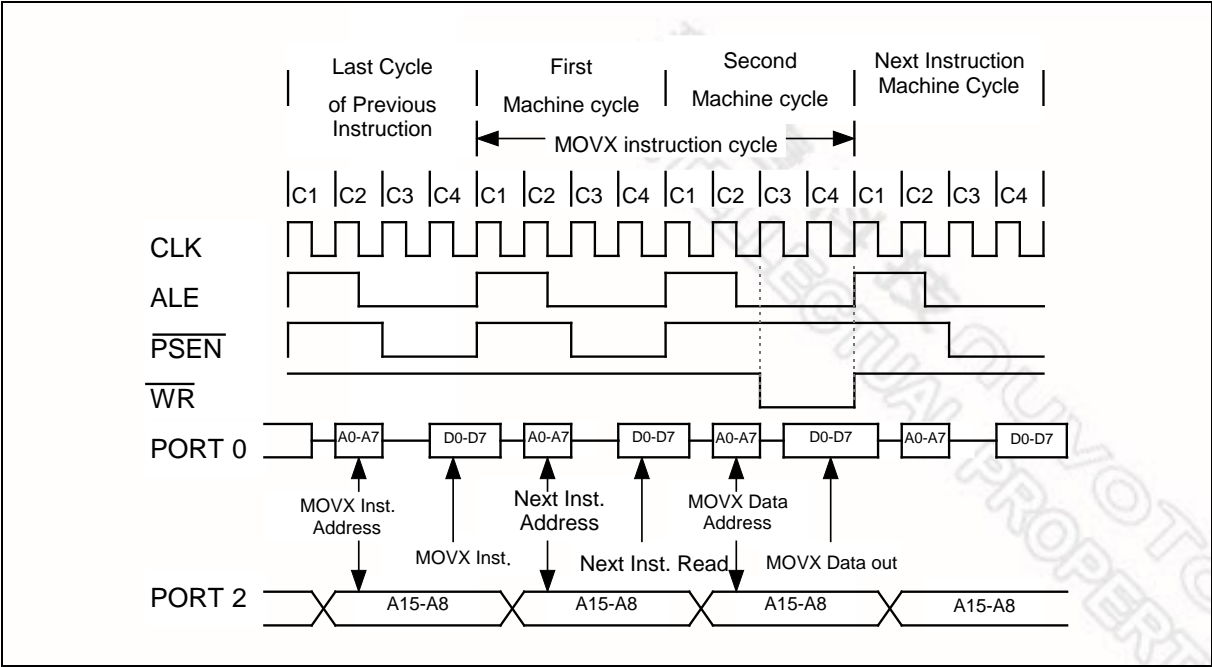 Last Cycle
of Previous
Instruction
First
Machine cycle
Second
Machine cycle
Next Instruction
Machine Cycle
MOVX instruction cycle
C1 C2 C3 C4 C1 C2 C3 C4 C1 C2 C3 C4 C1 C2 C3 C4
CLK
ALE
PSEN
WR
PORT 0
A0-A7 D0-D7 A0-A7 D0-D7 A0-A7 D0-D7 A0-A7 D0-D7
MOVX Inst.
Address
MOVX Inst.
Next Inst.
Address
Next Inst. Read
MOVX Data
Address
MOVX Data out
PORT 2
A15-A8 A15-A8 A15-A8 A15-A8